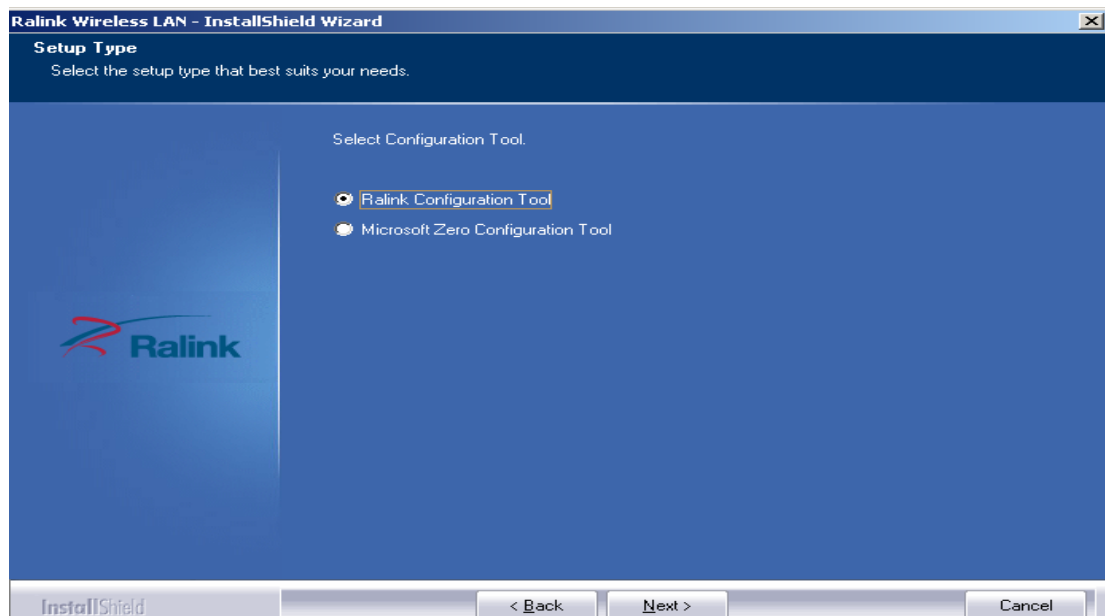 Ralink Wireless LAN - InstallShield Wizard
Setup Type
Select the setup type that best suits your needs.
Select Configuration Tool.
Ralink Configuration Tool
Microsoft Zero Configuration Tool
Ralink
InstallShield
< Back Next > Cancel